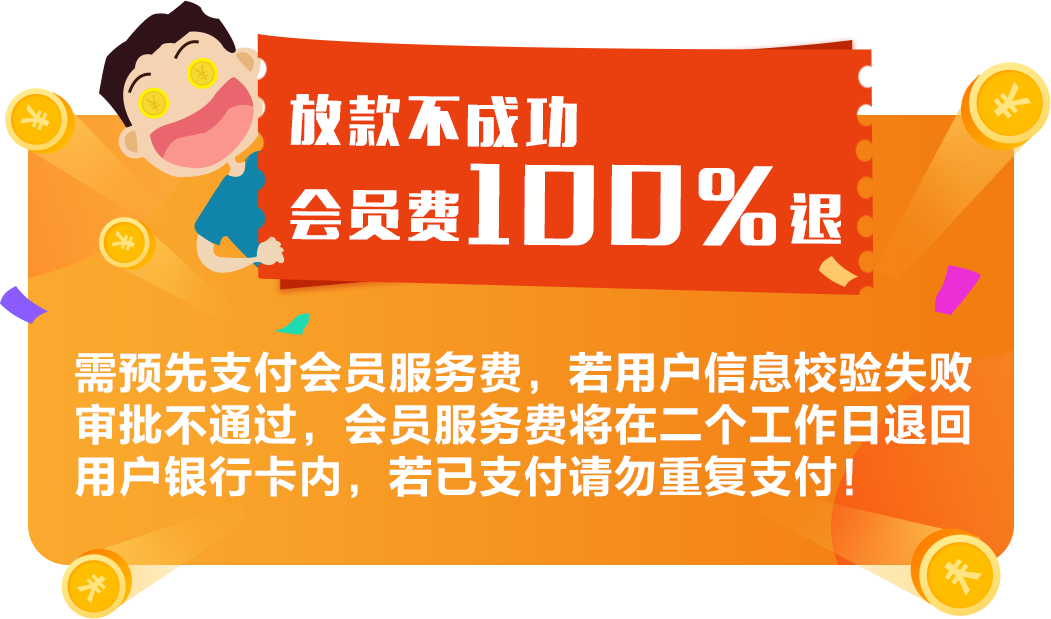 放款不成功
会员费100%退
需预先支付会员服务费，若用户信息校验失败
审批不通过，会员服务费将在二个工作日退回
用户银行卡内，若已支付请勿重复支付！